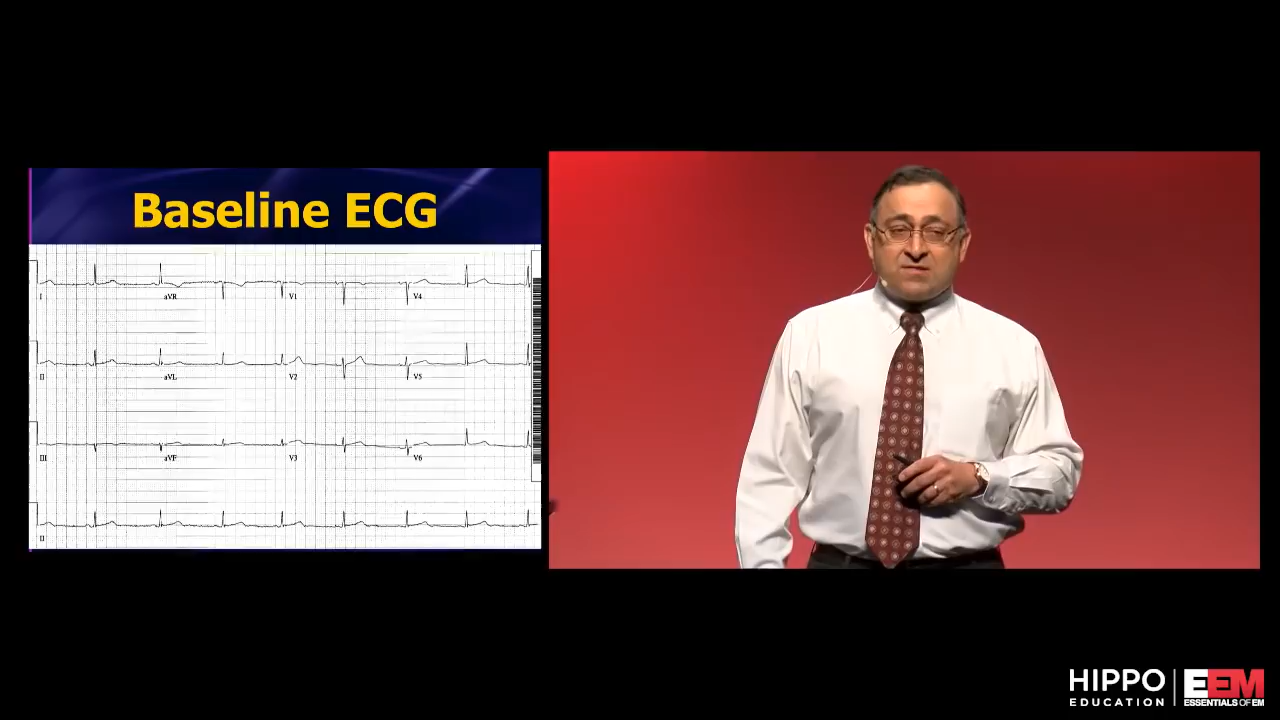 Baseline ECG
I aVR V1 V4
II aVL V2 V5
III aVF V3 V6
II
HIPPO
EDUCATION
EEM
ESSENTIALS OF EM